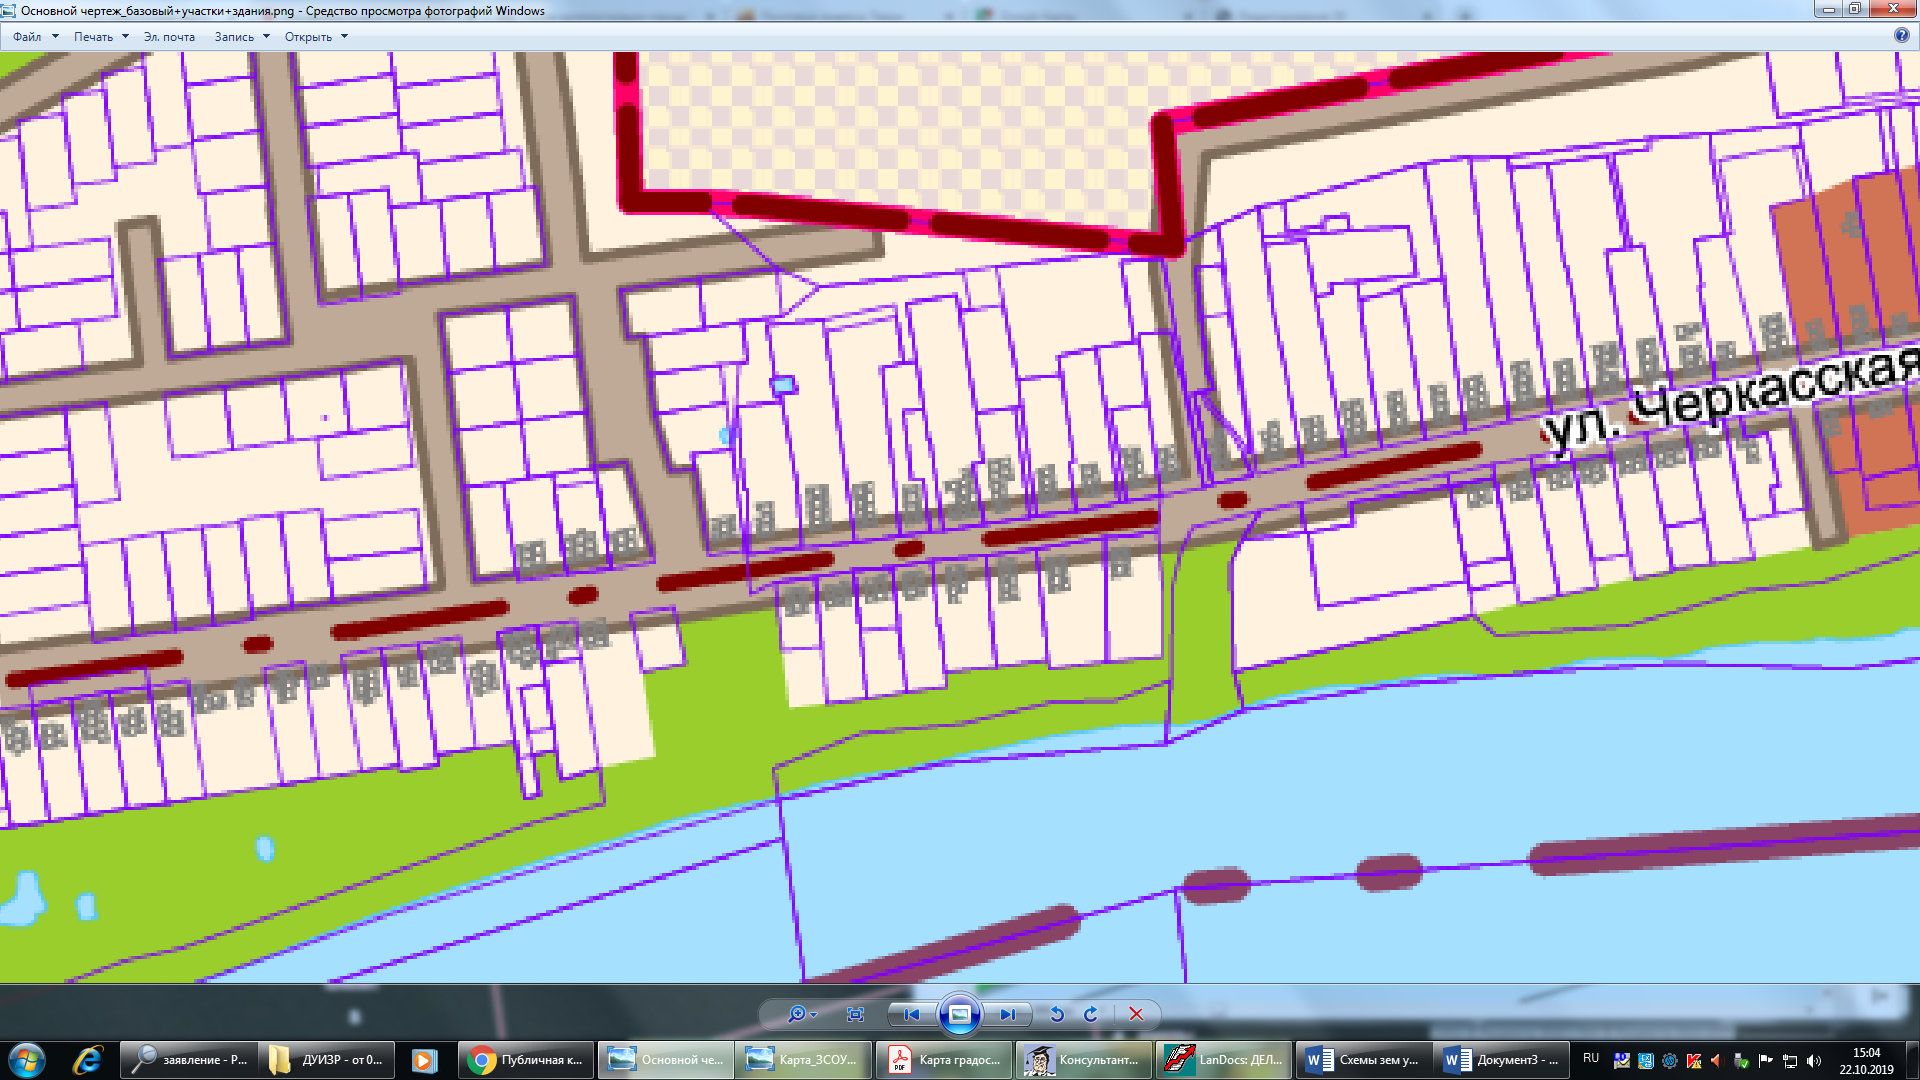 Основной чертеж_базовый+участки+здания.png - Средство просмотра фотографий Windows
Файл Печать Эл. почта Запись Открыть
ул. Черкасская
заявление - Р... ДУИЗР - от 0... Публичная к... Основной че... Карта_ЗСОУ... Карта градос... Консультант... LanDocs: ДЕЛ... Схемы зем у... Документ3 - ... RU 15:04
22.10.2019